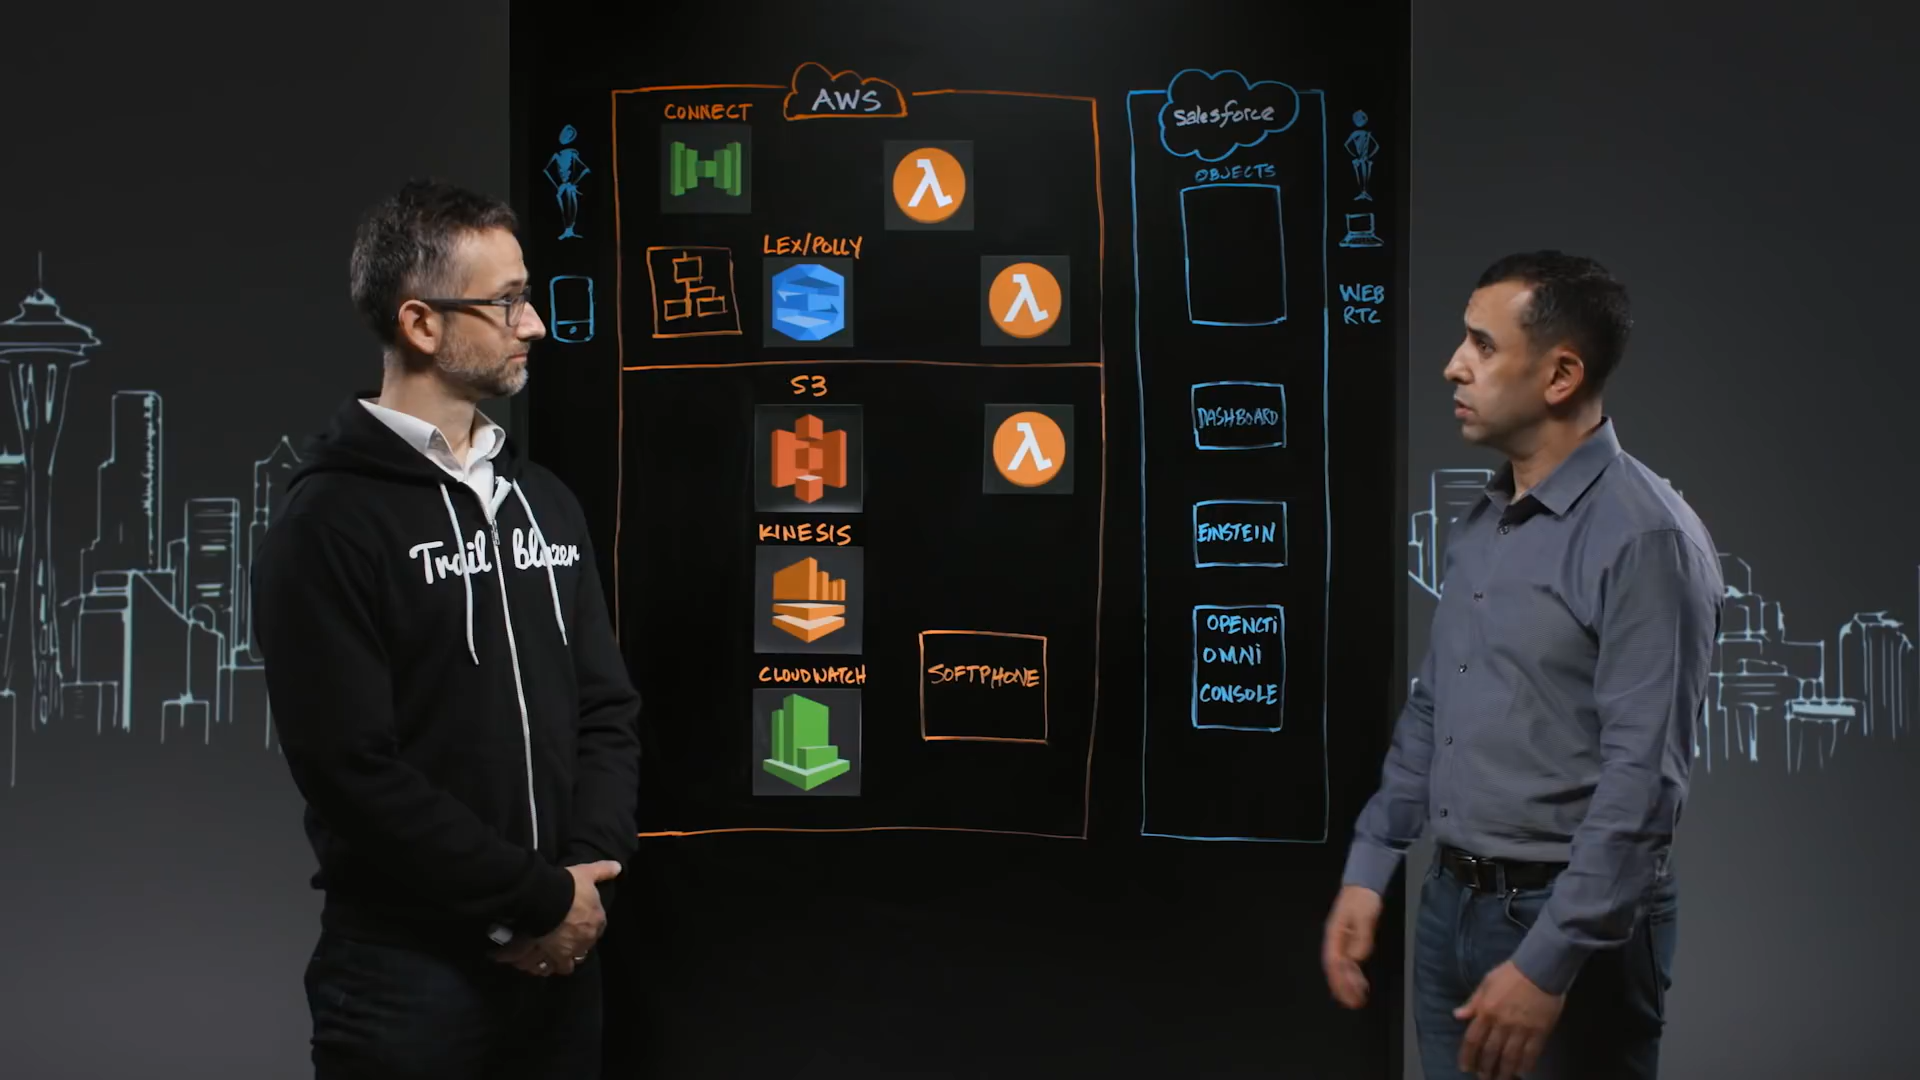 AWS
CONNECT
λ
LEX/POLLY
λ
S3
λ
KINESIS
CLOUDWATCH
SOFTPHONE
Salesforce
OBJECTS
DASHBOARD
EINSTEIN
OPENCTi
OMNi
CONSOLE
WEB
RTC
Trail Blazer